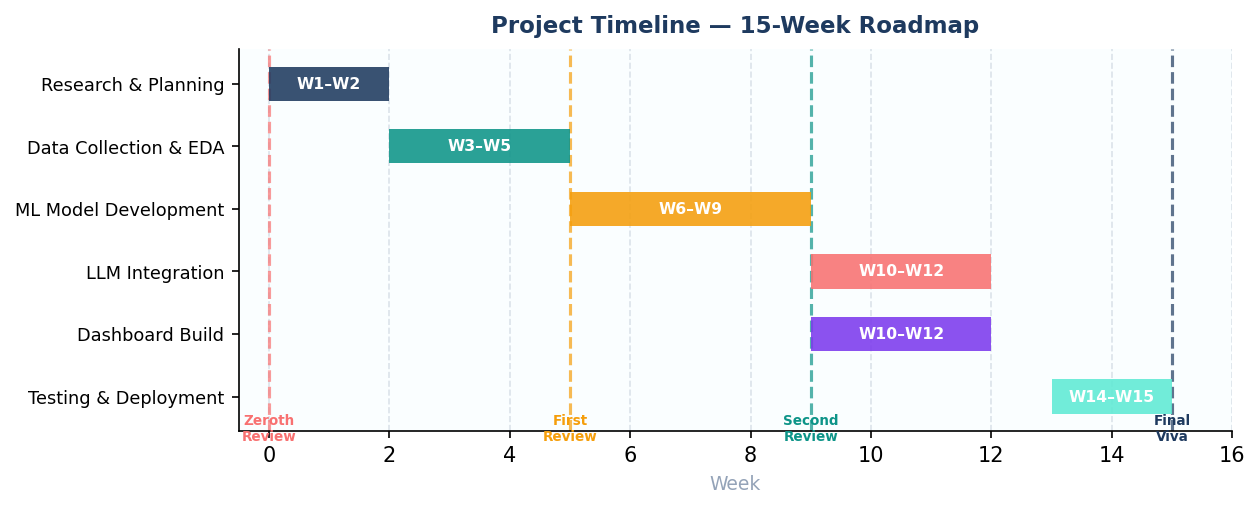 Project Timeline — 15-Week Roadmap
Research & Planning
W1–W2
Data Collection & EDA
W3–W5
ML Model Development
W6–W9
LLM Integration
W10–W12
Dashboard Build
W10–W12
Testing & Deployment
W14–W15
Zeroth
Review
First
Review
Second
Review
Final
Viva
0 2 4 6 8 10 12 14 16
Week